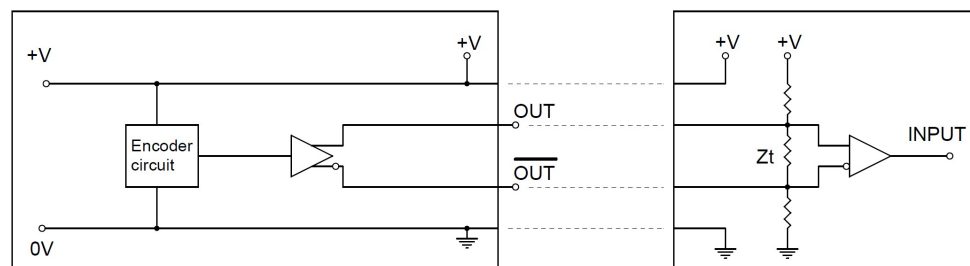 +V
+V
+V
+V
OUT
Encoder
circuit
Zt
INPUT
OUT
0V